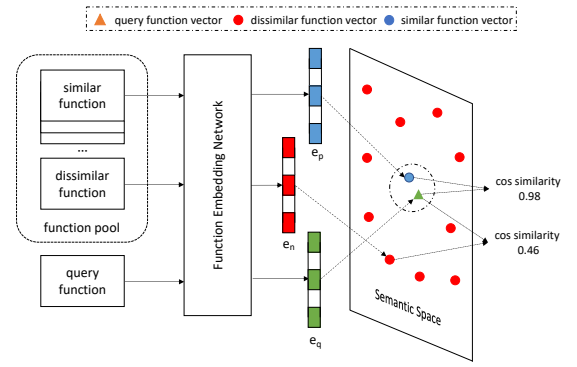 query function vector dissimilar function vector similar function vector
similar
function
...
dissimilar
function
function pool
query
function
Function Embedding Network
e_p
e_n
e_q
Semantic Space
cos similarity
0.98
cos similarity
0.46